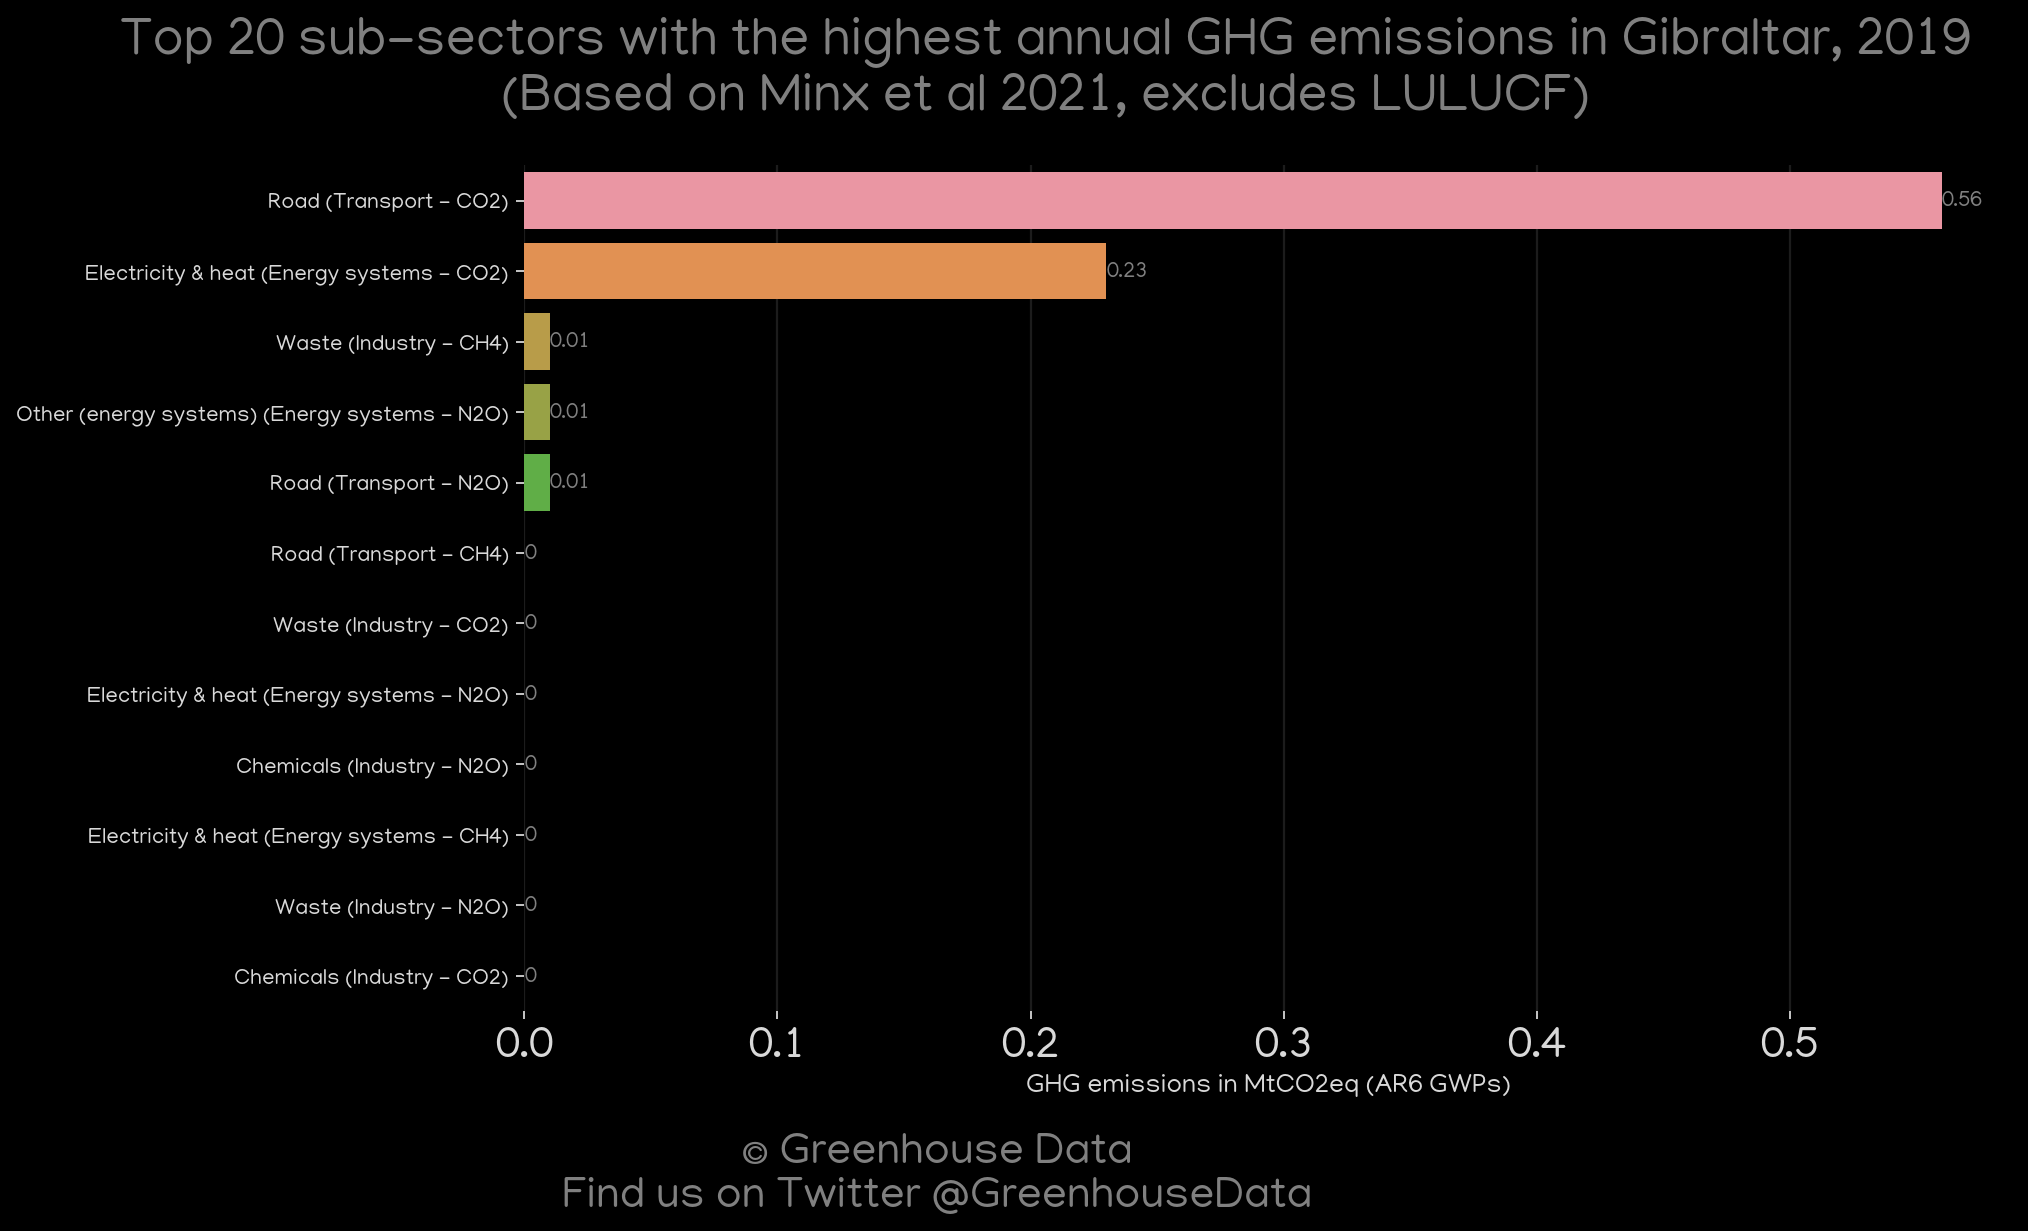 Top 20 sub-sectors with the highest annual GHG emissions in Gibraltar, 2019
(Based on Minx et al 2021, excludes LULUCF)
Road (Transport - CO2) 0.56
Electricity & heat (Energy systems - CO2) 0.23
Waste (Industry - CH4) 0.01
Other (energy systems) (Energy systems - N2O) 0.01
Road (Transport - N2O) 0.01
Road (Transport - CH4) 0
Waste (Industry - CO2) 0
Electricity & heat (Energy systems - N2O) 0
Chemicals (Industry - N2O) 0
Electricity & heat (Energy systems - CH4) 0
Waste (Industry - N2O) 0
Chemicals (Industry - CO2) 0
0.0 0.1 0.2 0.3 0.4 0.5
GHG emissions in MtCO2eq (AR6 GWPs)
© Greenhouse Data
Find us on Twitter @GreenhouseData